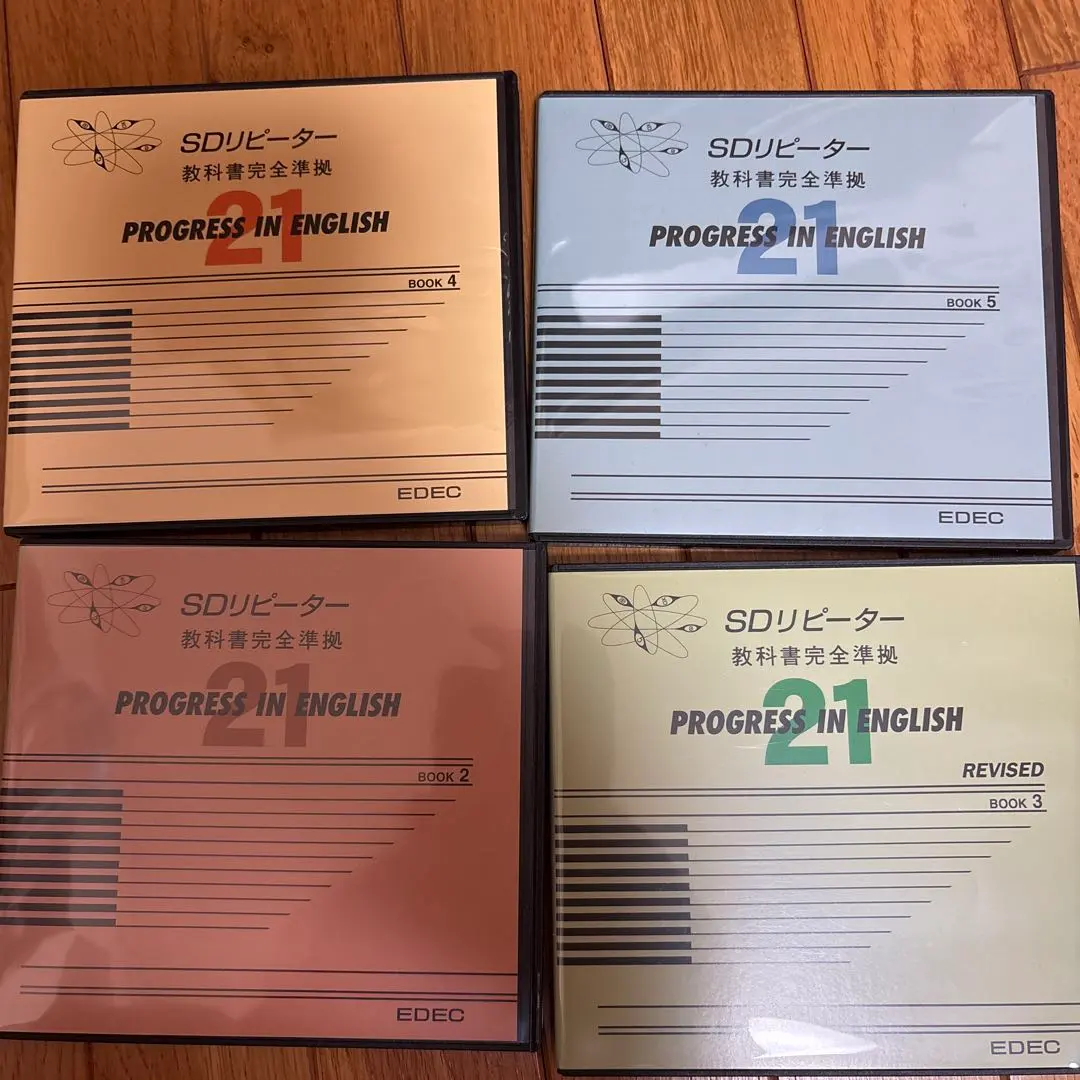 SDリピーター
教科書完全準拠
21
PROGRESS IN ENGLISH
BOOK 4
EDEC
SDリピーター
教科書完全準拠
21
PROGRESS IN ENGLISH
BOOK 5
EDEC
SDリピーター
教科書完全準拠
21
PROGRESS IN ENGLISH
BOOK 2
EDEC
SDリピーター
教科書完全準拠
21
PROGRESS IN ENGLISH
REVISED
BOOK 3
EDEC